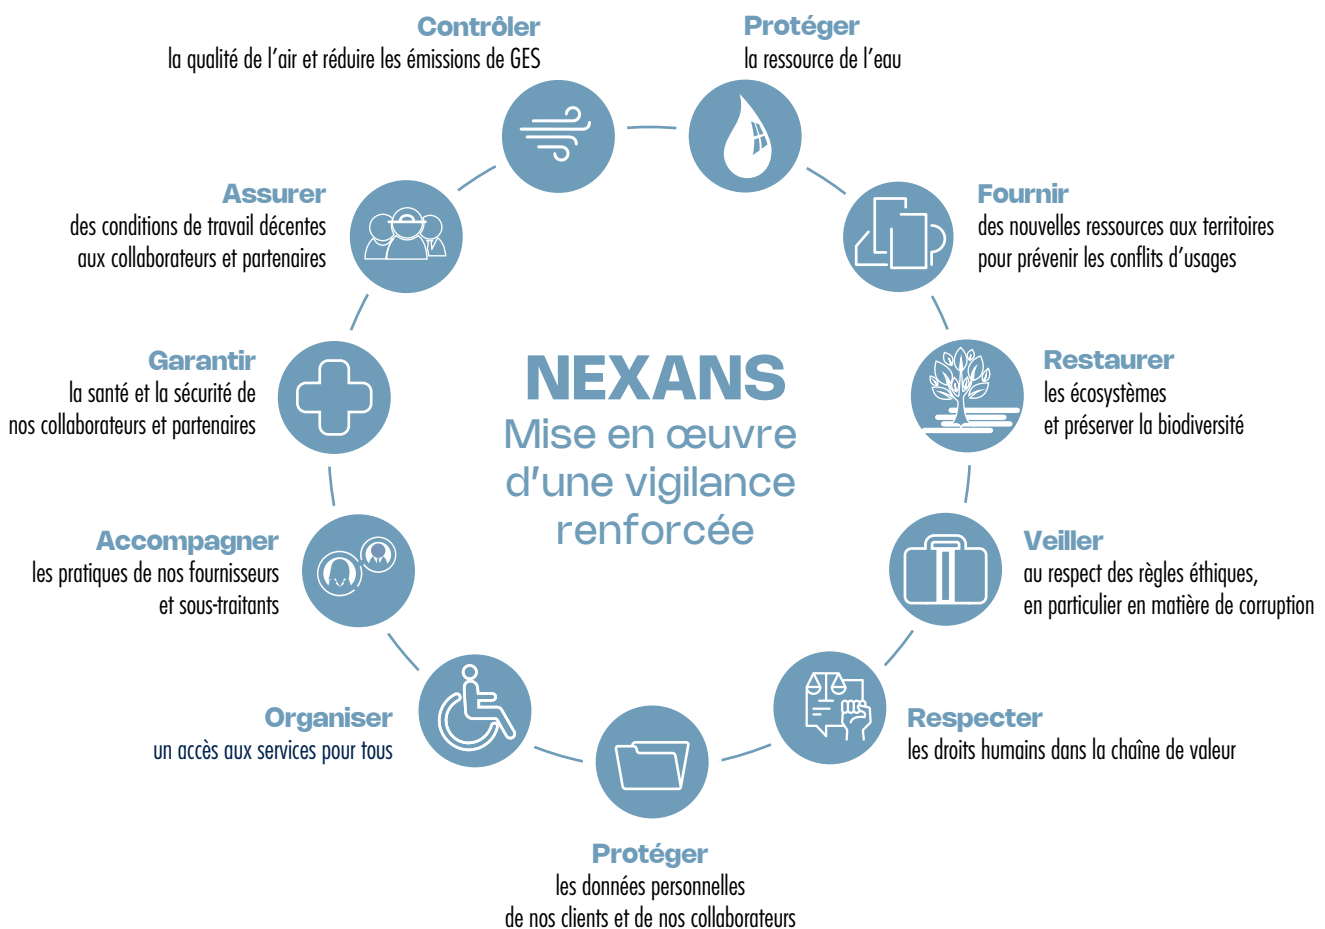 Contrôler
la qualité de l'air et réduire les émissions de GES
Protéger
la ressource de l'eau
Assurer
des conditions de travail décentes
aux collaborateurs et partenaires
Fournir
des nouvelles ressources aux territoires
pour prévenir les conflits d'usages
Garantir
la santé et la sécurité de
nos collaborateurs et partenaires
NEXANS
Mise en œuvre
d'une vigilance
renforcée
Restaurer
les écosystèmes
et préserver la biodiversité
Accompagner
les pratiques de nos fournisseurs
et sous-traitants
Veiller
au respect des règles éthiques,
en particulier en matière de corruption
Organiser
un accès aux services pour tous
Respecter
les droits humains dans la chaîne de valeur
Protéger
les données personnelles
de nos clients et de nos collaborateurs